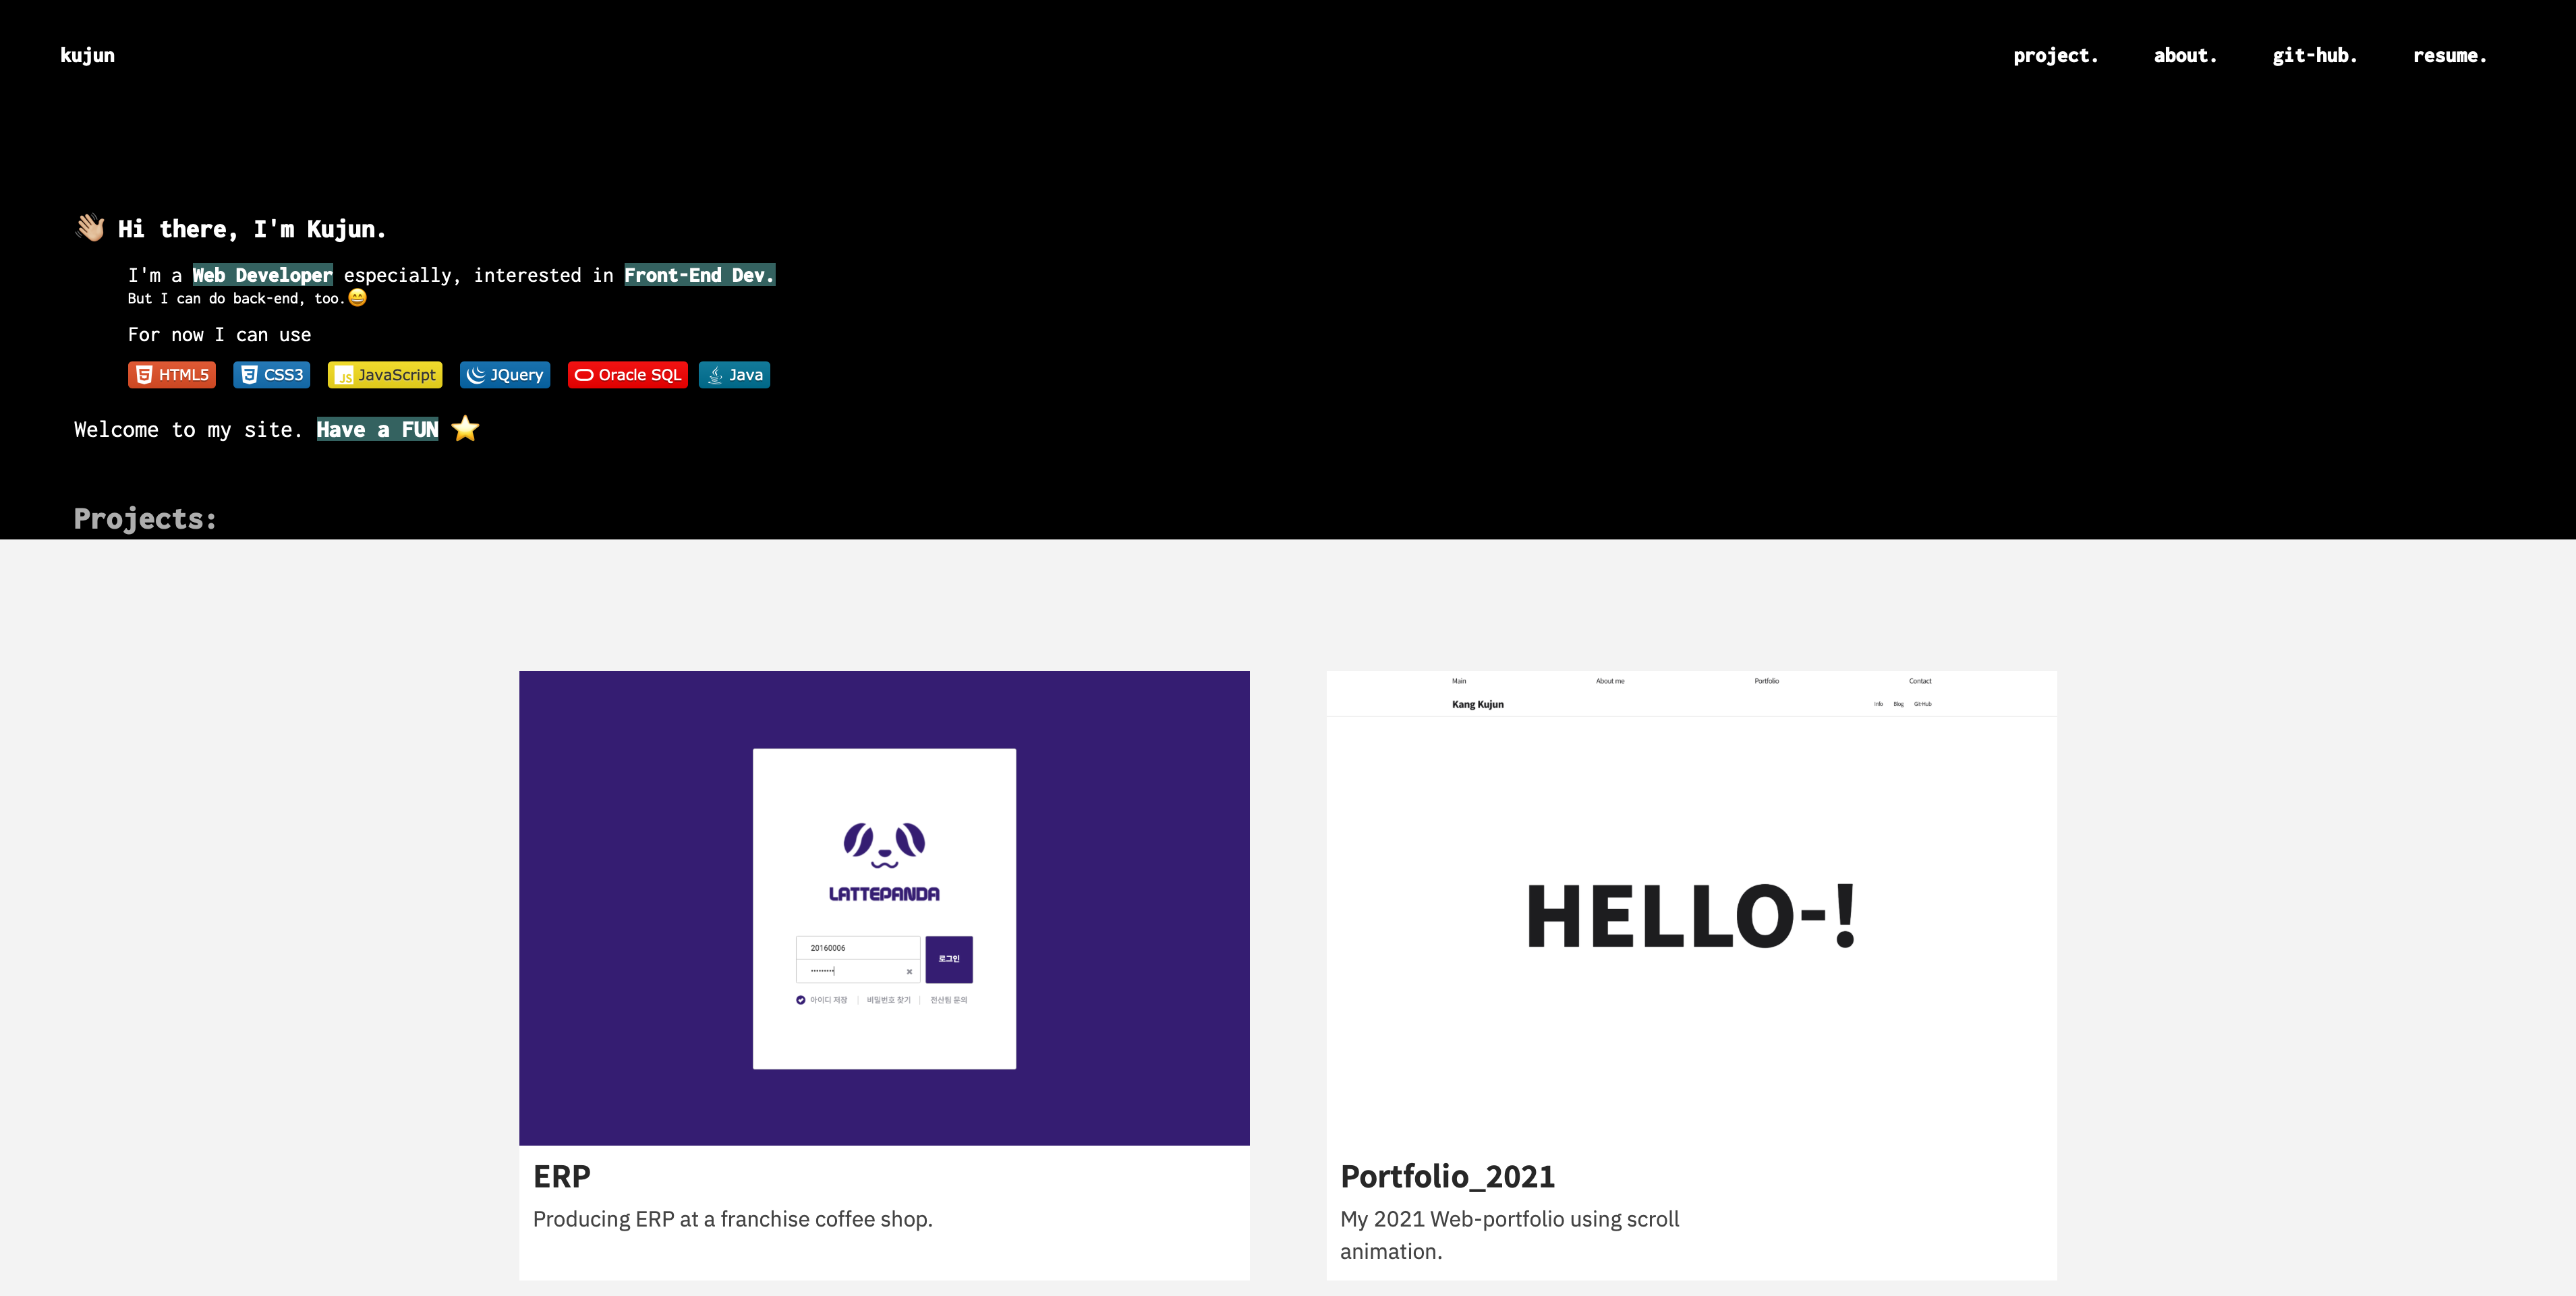 kujun
project. about. git-hub. resume.
👋🏼 Hi there, I'm Kujun.
I'm a Web Developer especially, interested in Front-End Dev.
But I can do back-end, too.😄
For now I can use
HTML5 CSS3 JS JavaScript JQuery Oracle SQL Java
Welcome to my site. Have a FUN ⭐
Projects:
LATTEPANDA
20160006
로그인
아이디 저장 | 비밀번호 찾기 | 전산팀 문의
ERP
Producing ERP at a franchise coffee shop.
Main About me Portfolio Contact
Kang Kujun Info Blog GitHub
HELLO-!
Portfolio_2021
My 2021 Web-portfolio using scroll
animation.